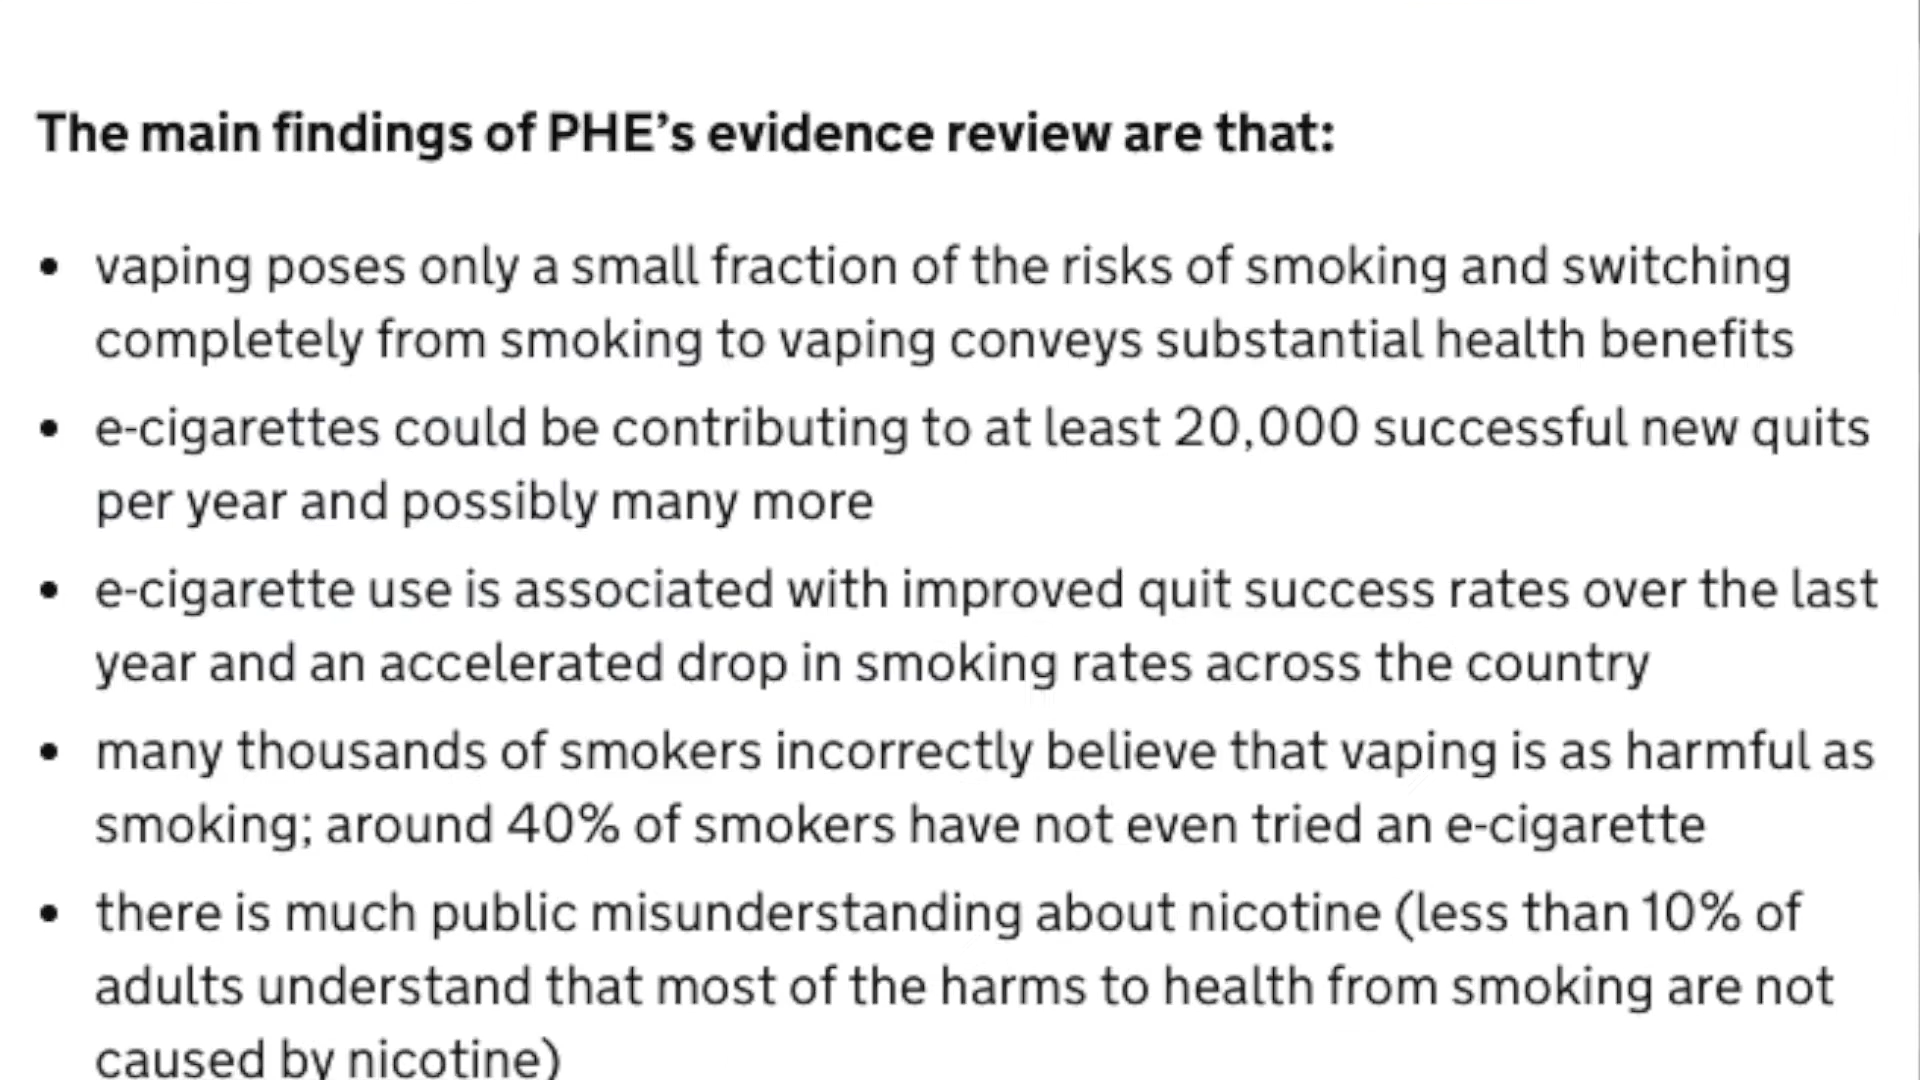 The main findings of PHE’s evidence review are that:
• vaping poses only a small fraction of the risks of smoking and switching
completely from smoking to vaping conveys substantial health benefits
• e-cigarettes could be contributing to at least 20,000 successful new quits
per year and possibly many more
• e-cigarette use is associated with improved quit success rates over the last
year and an accelerated drop in smoking rates across the country
• many thousands of smokers incorrectly believe that vaping is as harmful as
smoking; around 40% of smokers have not even tried an e-cigarette
• there is much public misunderstanding about nicotine (less than 10% of
adults understand that most of the harms to health from smoking are not
caused by nicotine)